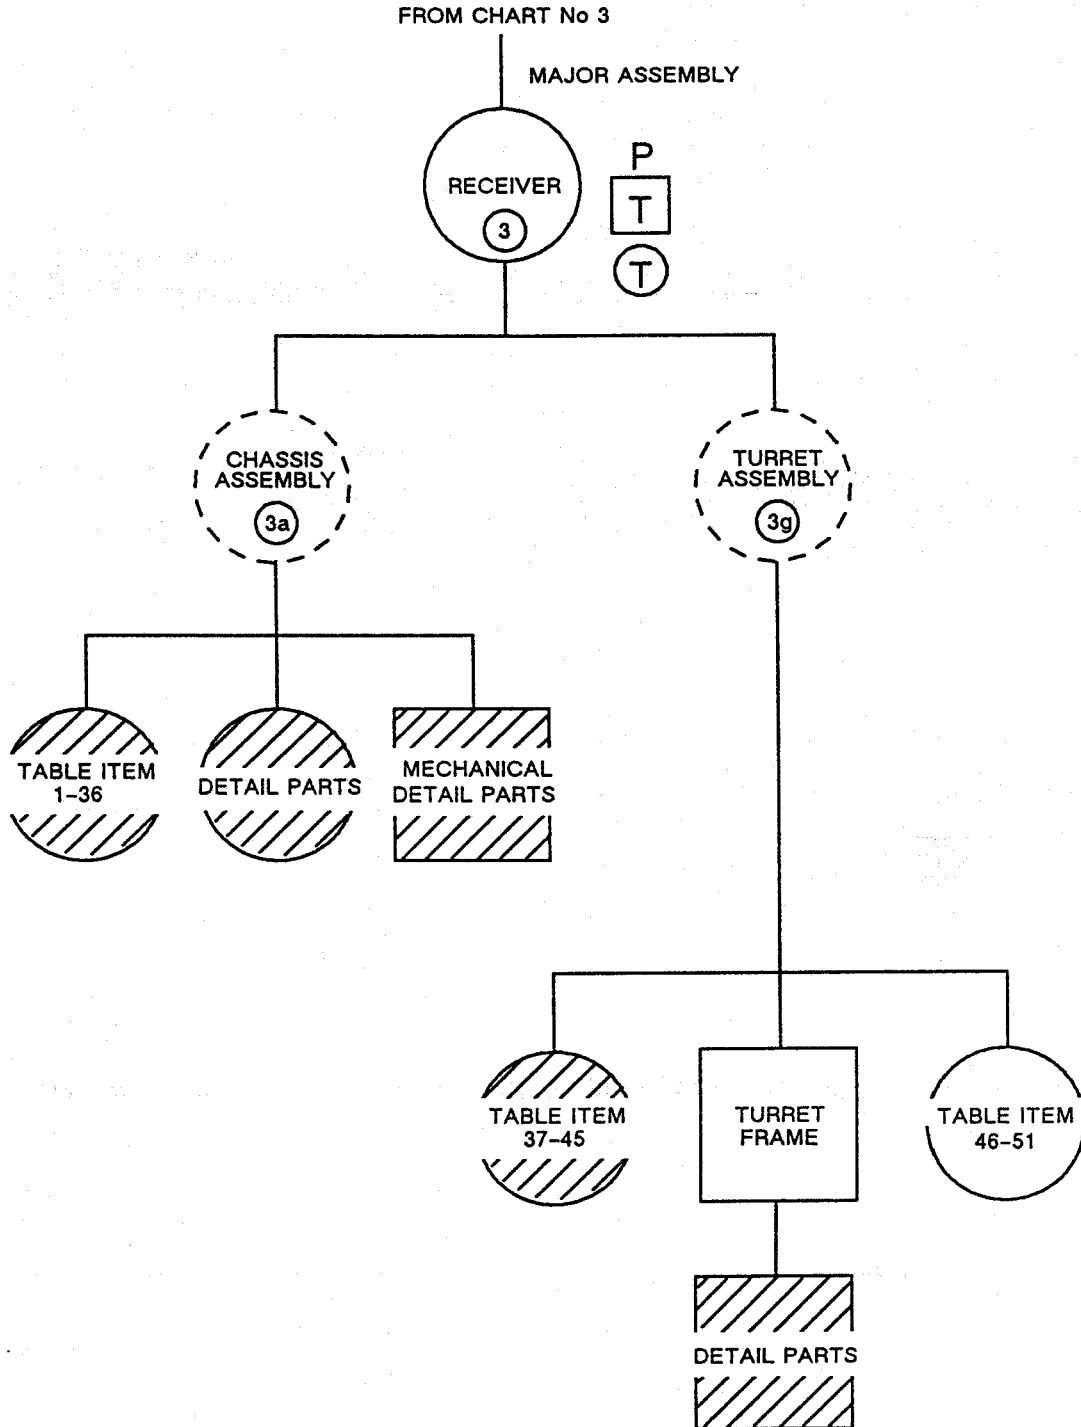 FROM CHART No 3
MAJOR ASSEMBLY
RECEIVER
3
P
T
T
CHASSIS
ASSEMBLY
3a
TURRET
ASSEMBLY
3g
TABLE ITEM
1-36
DETAIL PARTS
MECHANICAL
DETAIL PARTS
TABLE ITEM
37-45
TURRET
FRAME
TABLE ITEM
46-51
DETAIL PARTS